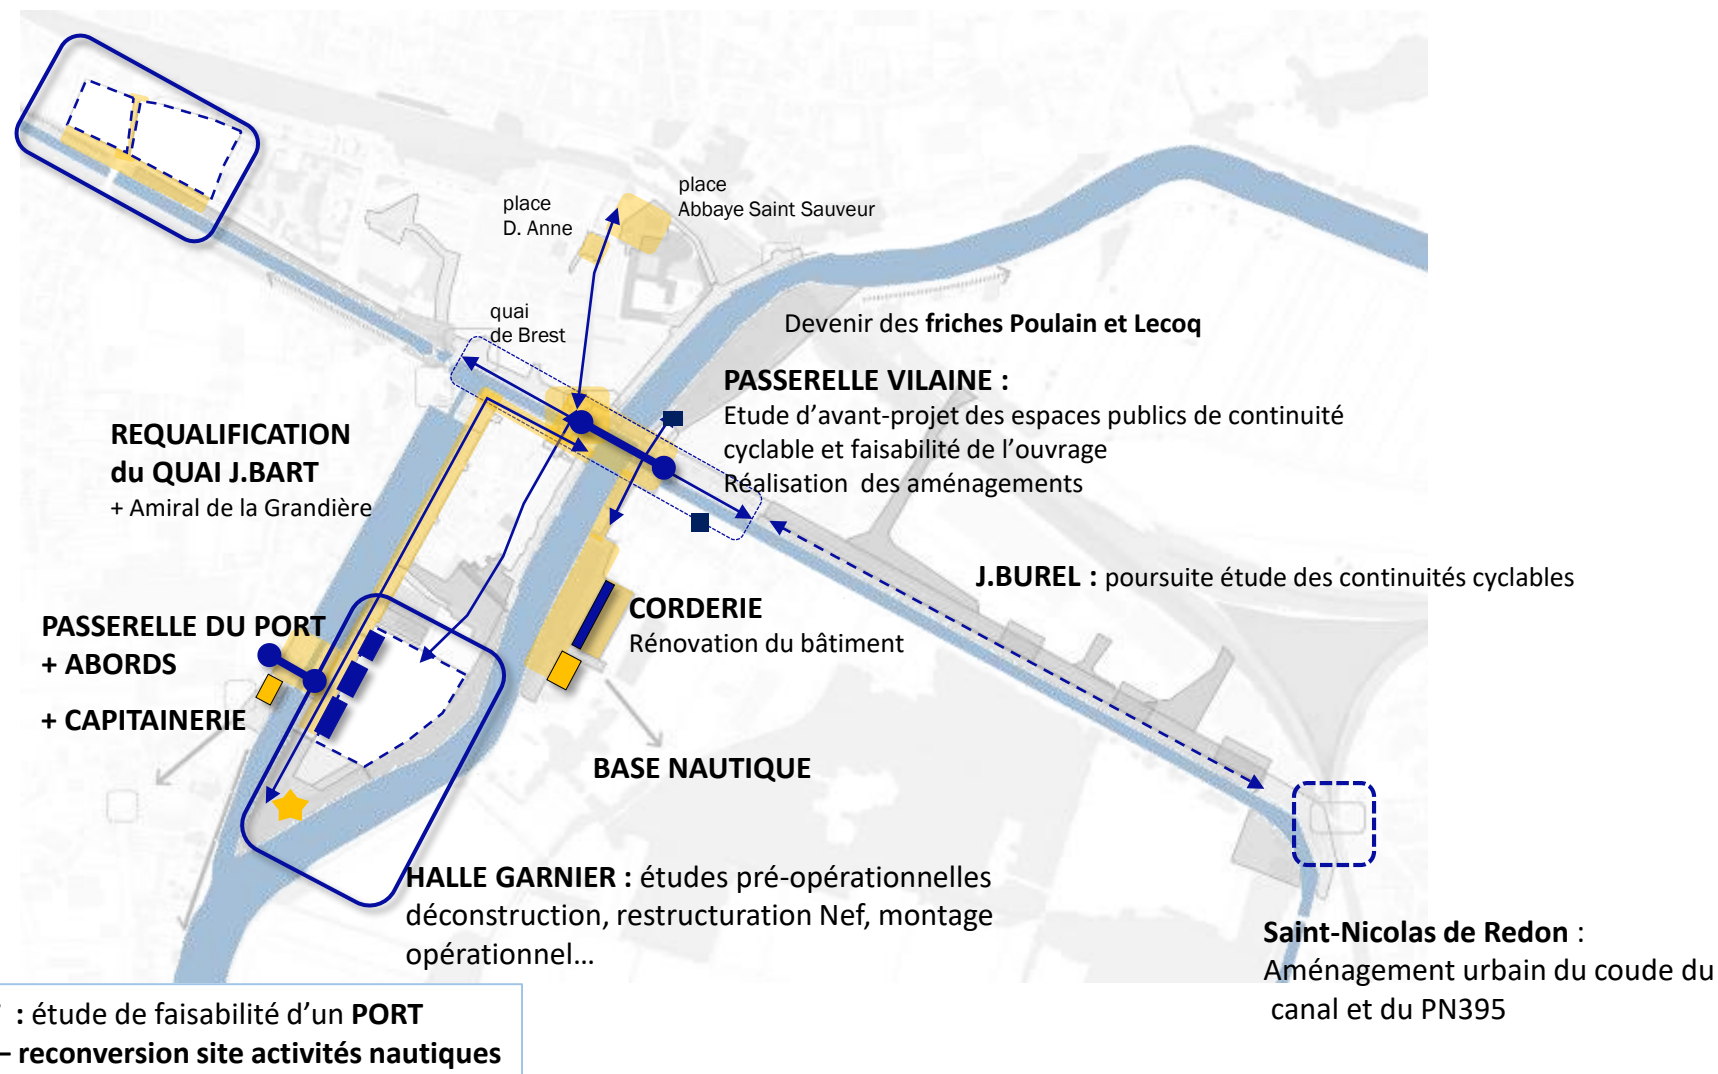 place
Abbaye Saint Sauveur
place
D. Anne
quai
de Brest
Devenir des friches Poulain et Lecoq
PASSERELLE VILAINE :
Etude d’avant-projet des espaces publics de continuité
cyclable et faisabilité de l’ouvrage
Réalisation des aménagements
REQUALIFICATION
du QUAI J.BART
+ Amiral de la Grandière
J.BUREL : poursuite étude des continuités cyclables
CORDERIE
Rénovation du bâtiment
PASSERELLE DU PORT
+ ABORDS
+ CAPITAINERIE
BASE NAUTIQUE
HALLE GARNIER : études pré-opérationnelles
déconstruction, restructuration Nef, montage
opérationnel…
Saint-Nicolas de Redon :
Aménagement urbain du coude du
canal et du PN395
: étude de faisabilité d’un PORT
– reconversion site activités nautiques